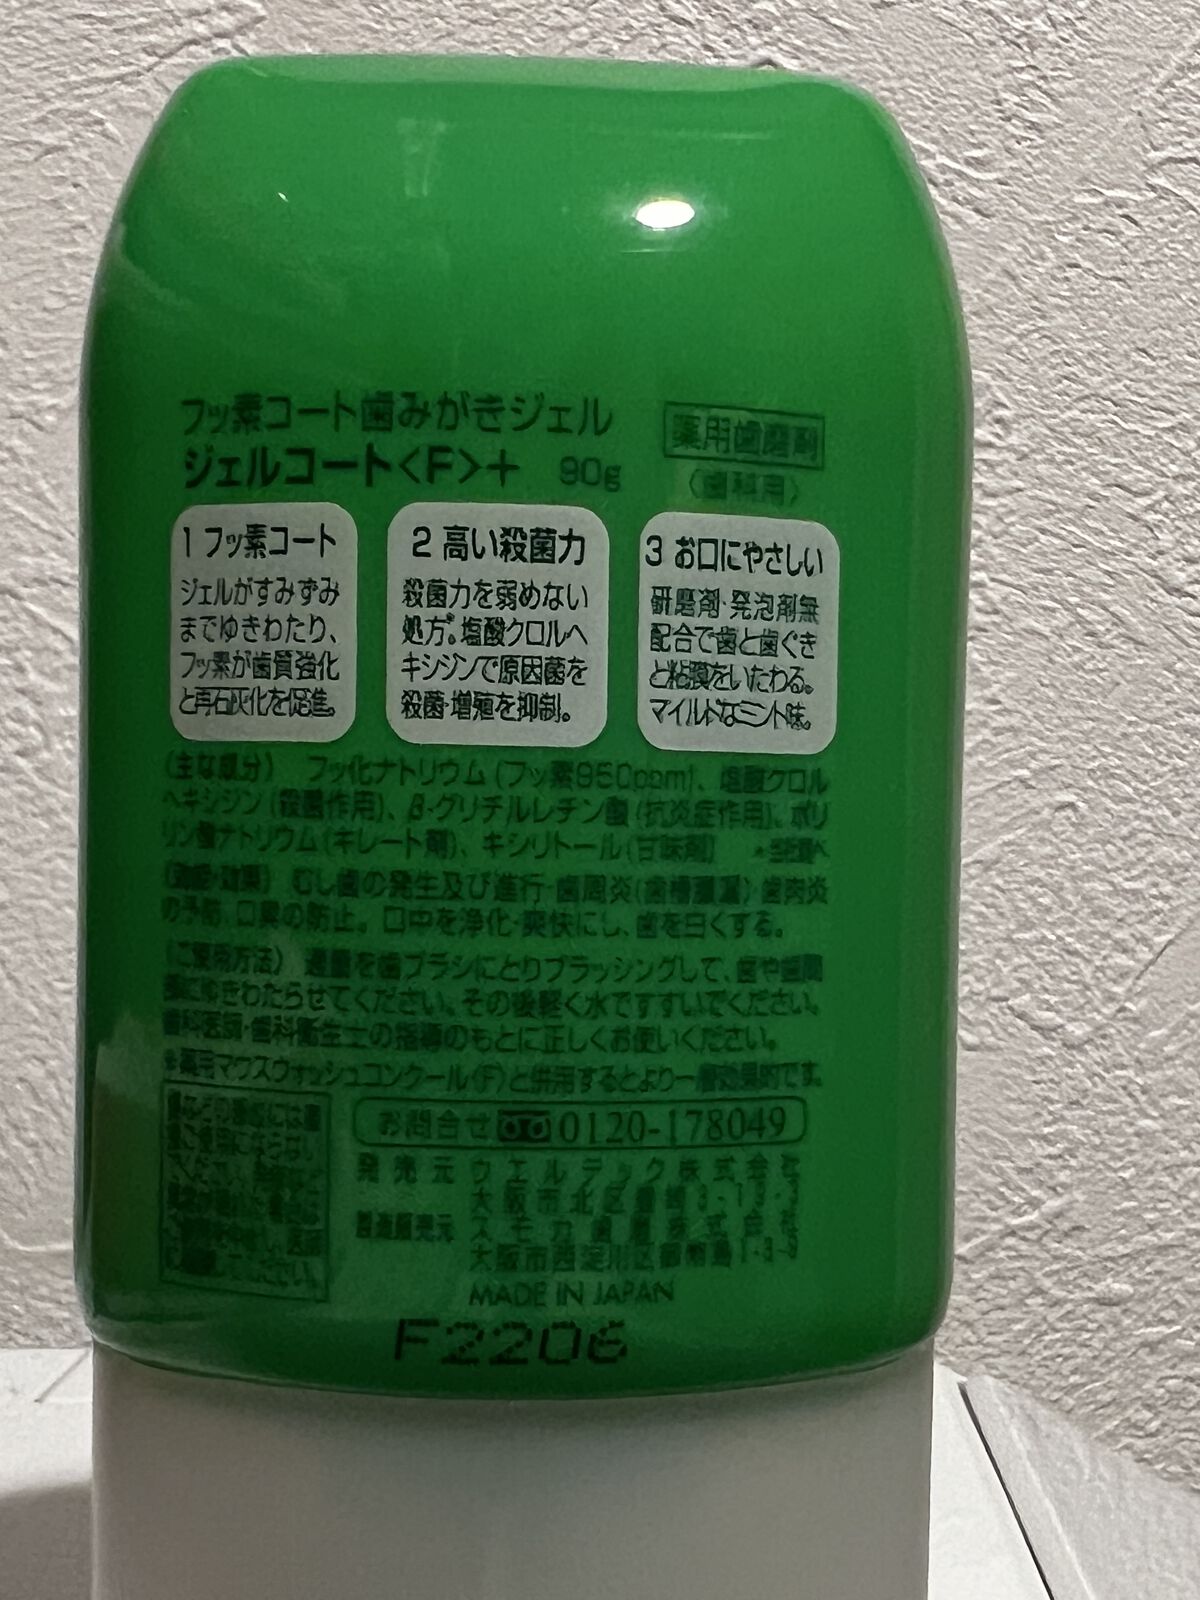 フッ素コート歯みがきジェル
ジェルコート〈F〉+ 90g
薬用歯磨剤
〈歯科用〉
1 フッ素コート
ジェルがすみずみ
までゆきわたり、
フッ素が歯質強化
と再石灰化を促進。
2 高い殺菌力
殺菌力を弱めない
処方*。塩酸クロルヘ
キシジンで原因菌を
殺菌・増殖を抑制。
3 お口にやさしい
研磨剤・発泡剤無
配合で歯と歯ぐき
と粘膜をいたわる。
マイルドなミント味。
(主な成分) フッ化ナトリウム(フッ素950ppm)、塩酸クロル
ヘキシジン(殺菌作用)、β-グリチルレチン酸(抗炎症作用)、ポリ
リン酸ナトリウム(キレート剤)、キシリトール(甘味剤)
(効能・効果) むし歯の発生及び進行・歯周炎(歯槽膿漏)・歯肉炎
の予防、口臭の防止。口中を浄化・爽快にし、歯を白くする。
(ご使用方法) 適量を歯ブラシにとりブラッシングして、歯や歯間
にゆきわたらせてください。その後軽く水ですすいでください。
歯科医師・歯科衛生士の指導のもとに正しくお使いください。
*薬用マウスウォッシュコンクール〈F〉と併用するとより一層効果的です。
お問合せ 0120-178049
発売元 ウエルテック株式会社
大阪市北区
製造販売元 スモカ歯磨株式会社
大阪市西淀川区
MADE IN JAPAN
F2206